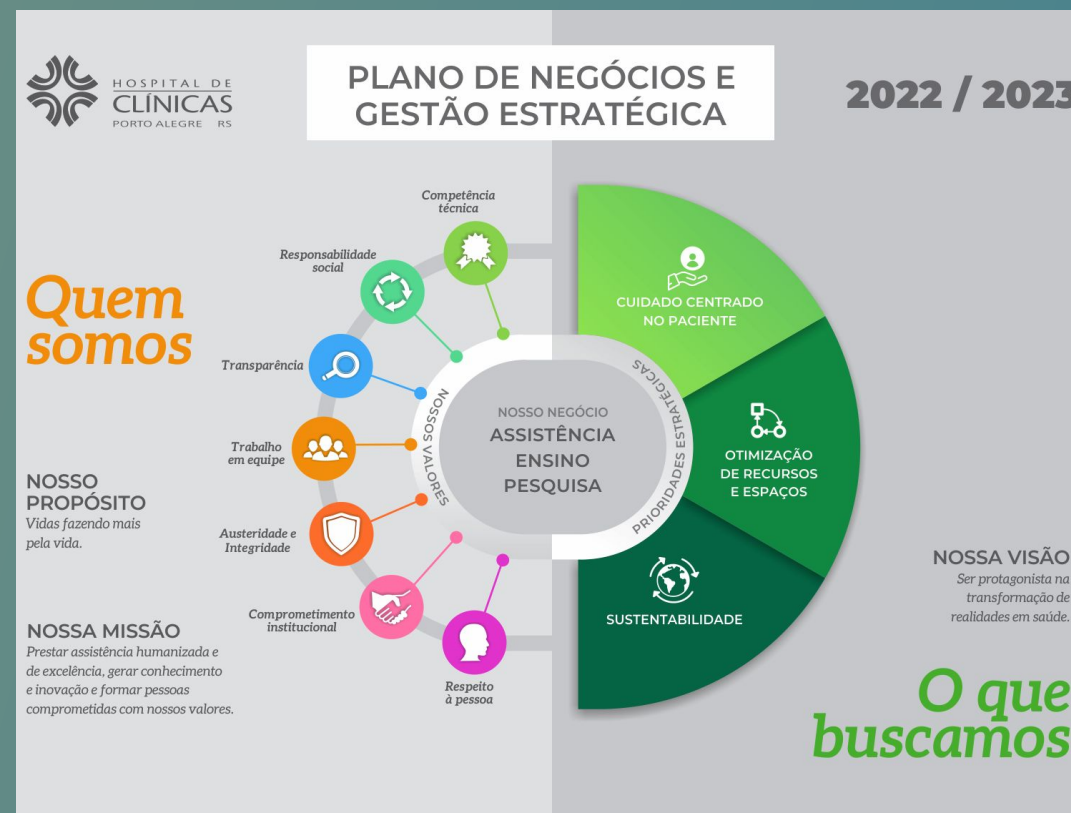 HOSPITAL DE
CLÍNICAS
PORTO ALEGRE RS
PLANO DE NEGÓCIOS E
GESTÃO ESTRATÉGICA
2022 / 2023
Quem
somos
NOSSO
PROPÓSITO
Vidas fazendo mais
pela vida.
NOSSA MISSÃO
Prestar assistência humanizada e
de excelência, gerar conhecimento
e inovação e formar pessoas
comprometidas com nossos valores.
Competência
técnica
Responsabilidade
social
Transparência
Trabalho
em equipe
Austeridade e
Integridade
Comprometimento
institucional
Respeito
à pessoa
NOSSOS VALORES
NOSSO NEGÓCIO
ASSISTÊNCIA
ENSINO
PESQUISA
PRIORIDADES ESTRATÉGICAS
CUIDADO CENTRADO
NO PACIENTE
OTIMIZAÇÃO
DE RECURSOS
E ESPAÇOS
SUSTENTABILIDADE
NOSSA VISÃO
Ser protagonista na
transformação de
realidades em saúde.
O que
buscamos